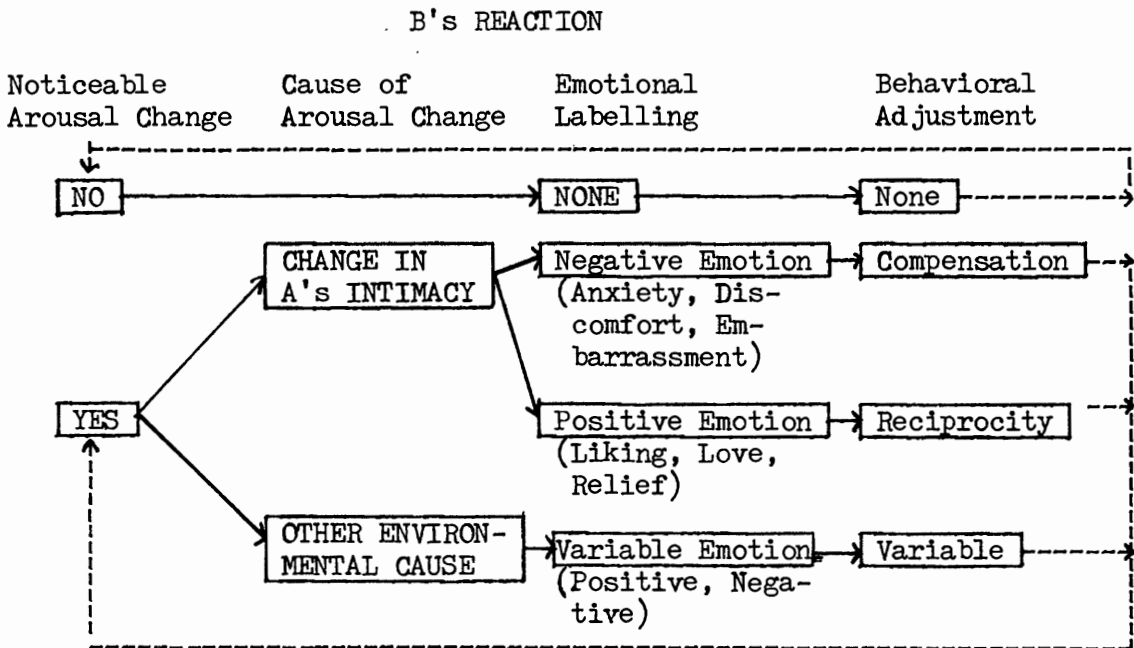 B's REACTION
Noticeable Cause of Emotional Behavioral
Arousal Change Arousal Change Labelling Adjustment
NO NONE None
CHANGE IN Negative Emotion Compensation
A's INTIMACY (Anxiety, Dis-
comfort, Em-
barrassment)
YES Positive Emotion Reciprocity
(Liking, Love,
Relief)
OTHER ENVIRON-
MENTAL CAUSE Variable Emotion Variable
(Positive, Nega-
tive)